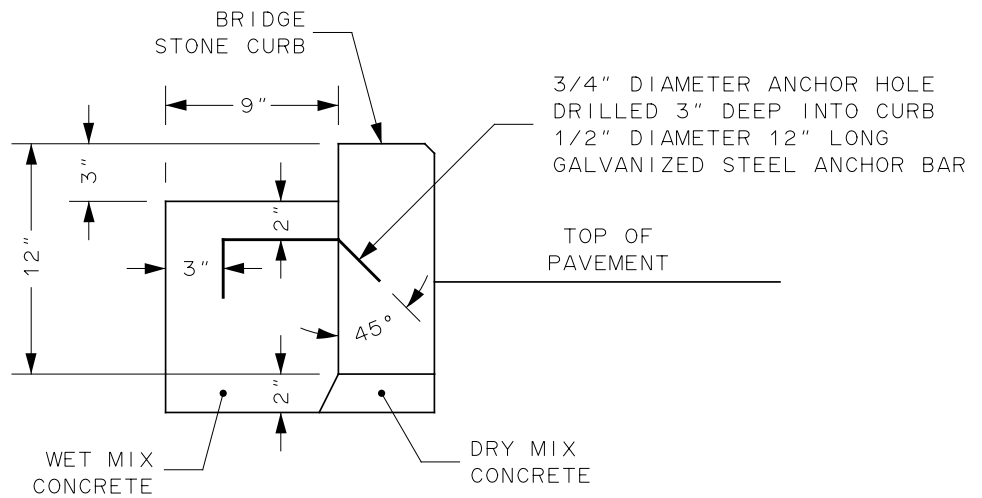 BRIDGE
STONE CURB
9"
3/4" DIAMETER ANCHOR HOLE
DRILLED 3" DEEP INTO CURB
1/2" DIAMETER 12" LONG
GALVANIZED STEEL ANCHOR BAR
3"
2"
12"
3"
TOP OF
PAVEMENT
45°
2"
WET MIX
CONCRETE
DRY MIX
CONCRETE